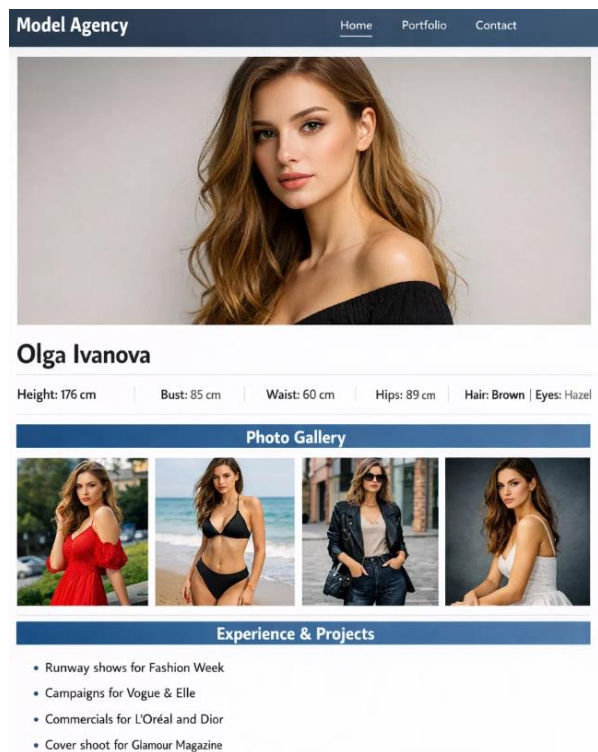 Model Agency Home Portfolio Contact
Olga Ivanova
Height: 176 cm Bust: 85 cm Waist: 60 cm Hips: 89 cm Hair: Brown | Eyes: Hazel
Photo Gallery
Experience & Projects
• Runway shows for Fashion Week
• Campaigns for Vogue & Elle
• Commercials for L'Oréal and Dior
• Cover shoot for Glamour Magazine